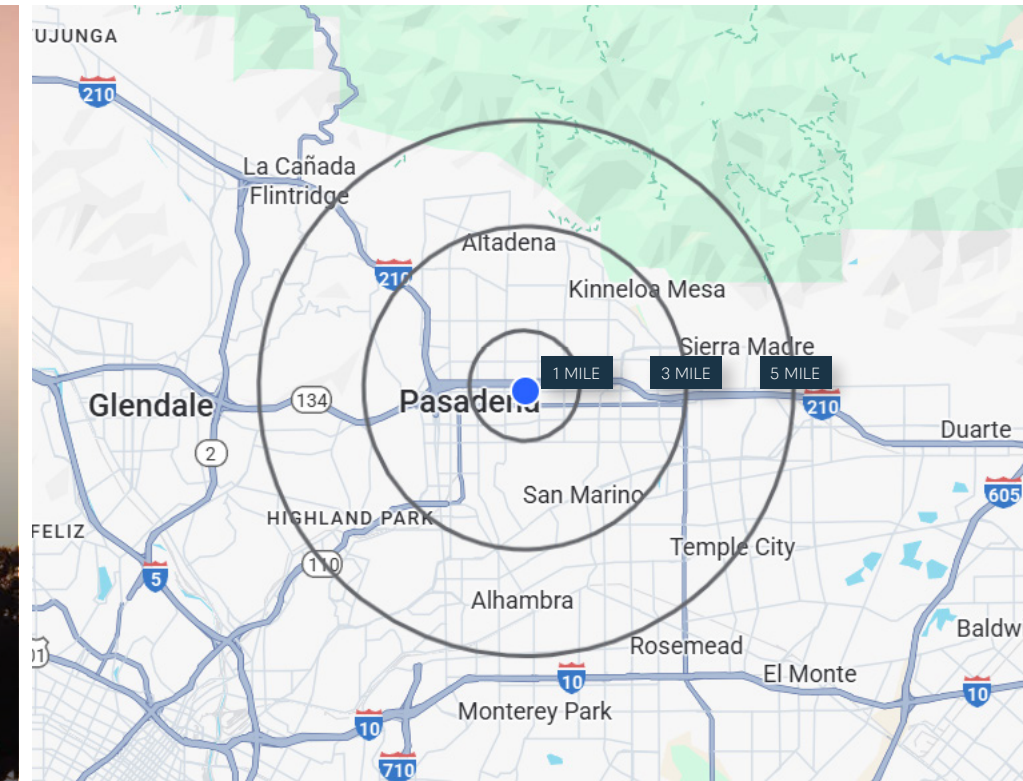 UJUNGA
210
La Cañada
Flintridge
Altadena
210
Kinneloa Mesa
Sierra Madre
1 MILE
3 MILE
5 MILE
Glendale
134
Pasadena
210
Duarte
2
San Marino
605
HIGHLAND PARK
FELIZ
Temple City
110
5
Alhambra
Baldw
Rosemead
01
El Monte
10
10
Monterey Park
10
710